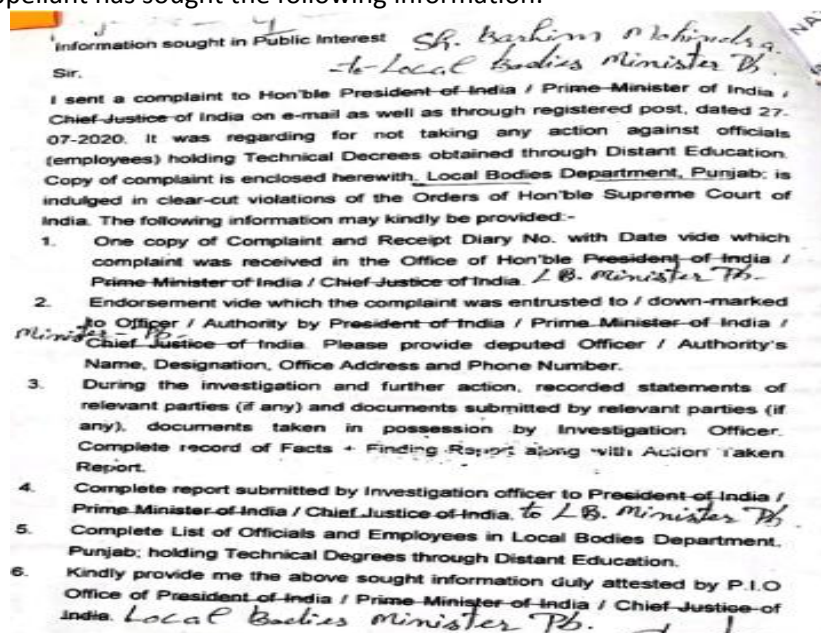 pellant has sought the following information:
Information sought in Public Interest Sh. Barhim Mohindra
Sir, to Local Bodies Minister Pb.
I sent a complaint to Hon'ble President of India / Prime Minister of India /
Chief Justice of India on e-mail as well as through registered post, dated 27-
07-2020. It was regarding for not taking any action against officials
(employees) holding Technical Decrees obtained through Distant Education.
Copy of complaint is enclosed herewith. Local Bodies Department, Punjab; is
indulged in clear-cut violations of the Orders of Hon'ble Supreme Court of
India. The following information may kindly be provided:-
1. One copy of Complaint and Receipt Diary No. with Date vide which
complaint was received in the Office of Hon'ble President of India /
Prime Minister of India / Chief Justice of India. L B. Minister Pb-
2. Endorsement vide which the complaint was entrusted to / down-marked
to Officer / Authority by President of India / Prime Minister of India /
Minister - Pb- Chief Justice of India. Please provide deputed Officer / Authority's
Name, Designation, Office Address and Phone Number.
3. During the investigation and further action, recorded statements of
relevant parties (if any) and documents submitted by relevant parties (if
any), documents taken in possession by Investigation Officer.
Complete record of Facts + Finding Report along with Action Taken
Report.
4. Complete report submitted by Investigation officer to President of India /
Prime Minister of India / Chief Justice of India. to L B. Minister Pb
5. Complete List of Officials and Employees in Local Bodies Department,
Punjab; holding Technical Degrees through Distant Education.
6. Kindly provide me the above sought information duly attested by P.I.O
Office of President of India / Prime Minister of India / Chief Justice of
India. Local Bodies Minister Pb.